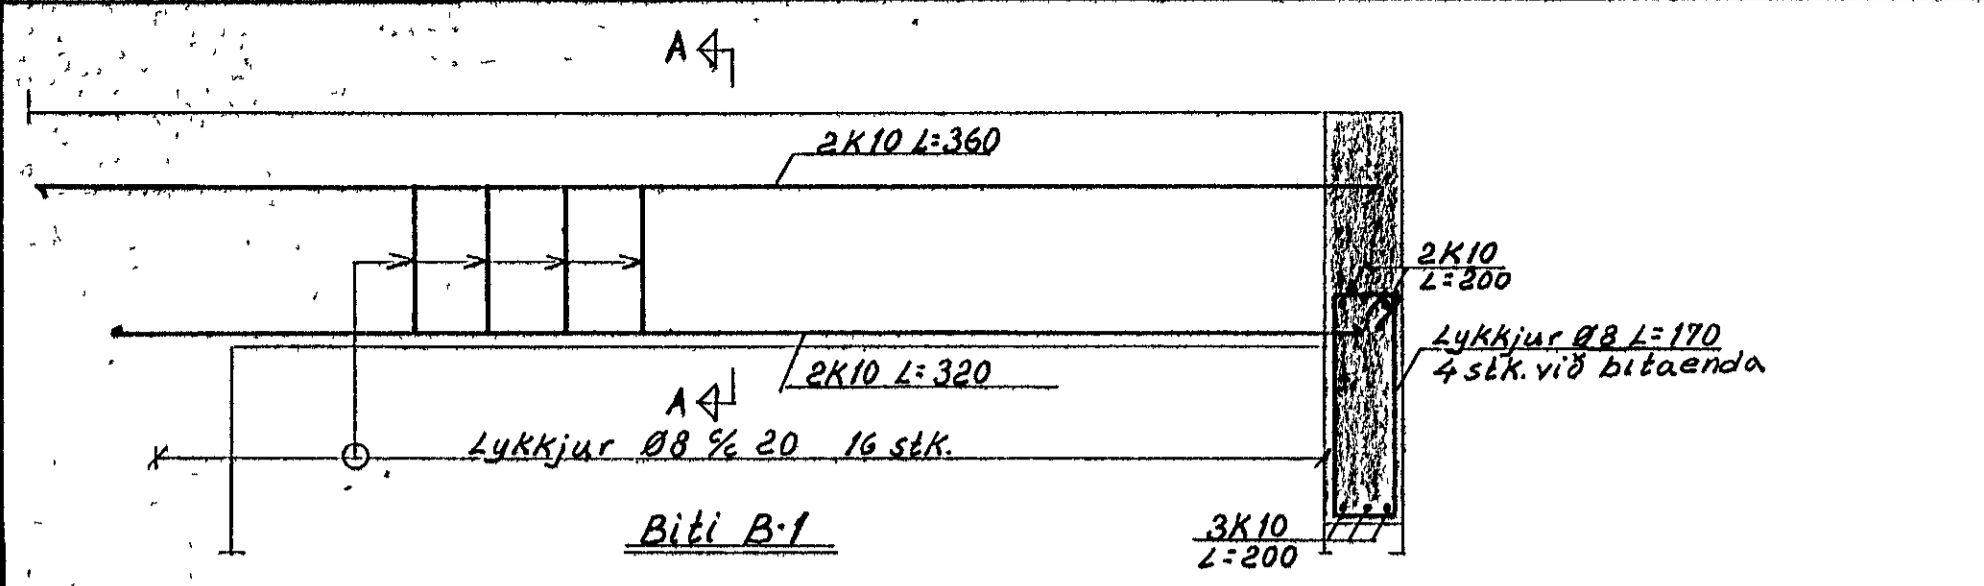 A
2K10 L=360
2K10
L=200
Lykkjur Ø8 L=170
4 stk. við bitaenda
2K10 L=320
A
Lykkjur Ø8 c/c 20 16 stk.
Biti B-1
3K10
L=200